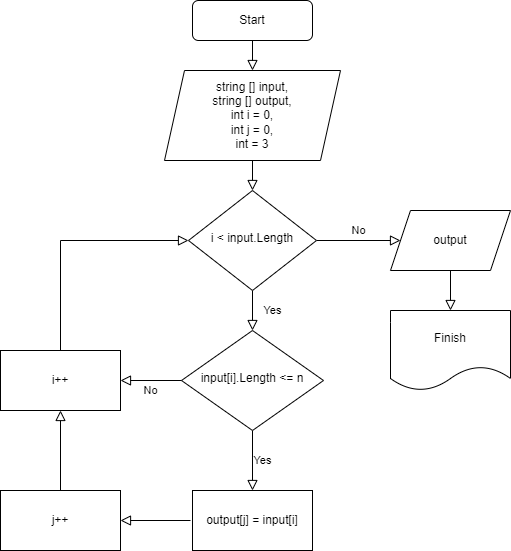 Start
string [] input,
string [] output,
int i = 0,
int j = 0,
int = 3
i < input.Length
No
output
Yes
Finish
input[i].Length <= n
i++
No
Yes
j++
output[j] = input[i]